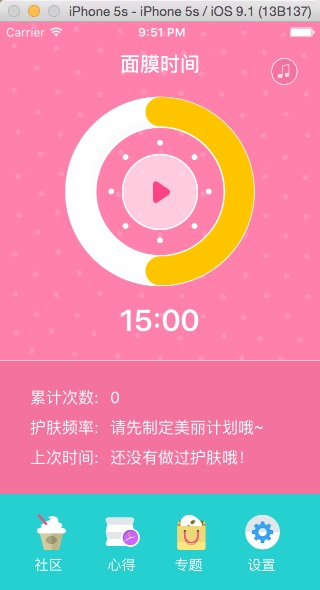 iPhone 5s - iPhone 5s / iOS 9.1 (13B137)
Carrier 9:51 PM
面膜时间
15:00
累计次数: 0
护肤频率: 请先制定美丽计划哦~
上次时间: 还没有做过护肤哦!
社区 心得 专题 设置